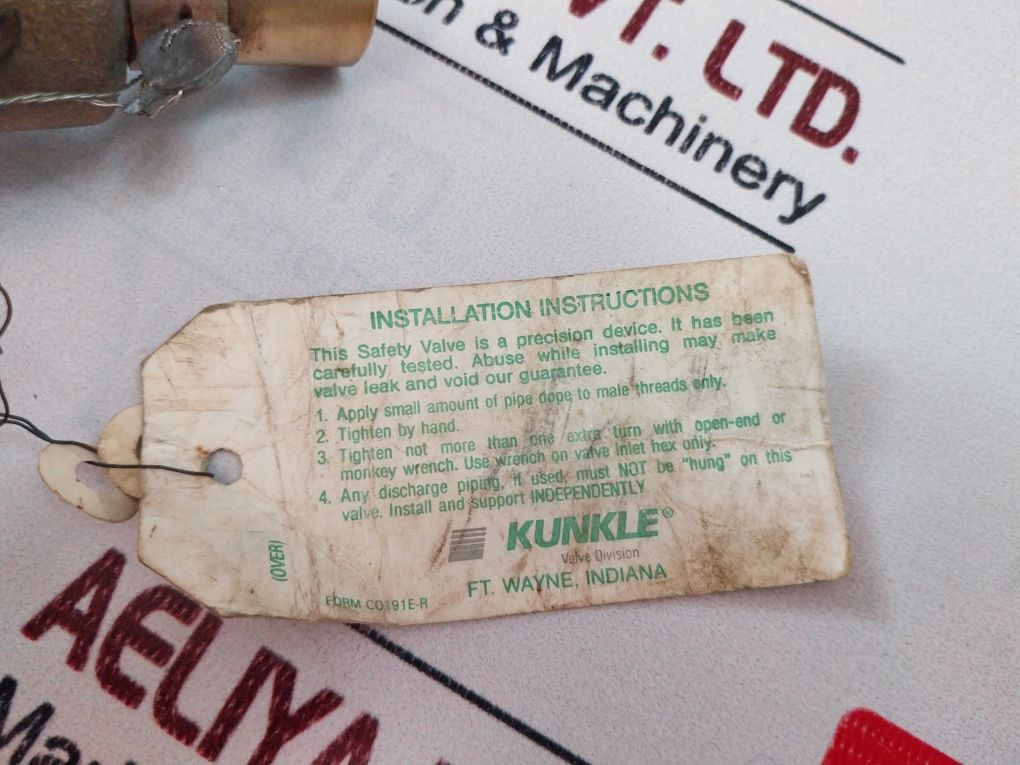 VT. LTD.
n & Machinery
INSTALLATION INSTRUCTIONS
This Safety Valve is a precision device. It has been
carefully tested. Abuse while installing may make
valve leak and void our guarantee.
1. Apply small amount of pipe dope to male threads only.
2. Tighten by hand.
3. Tighten not more than one extra turn with open-end or
monkey wrench. Use wrench on valve inlet hex only.
4. Any discharge piping, if used, must NOT be "hung" on this
valve. Install and support INDEPENDENTLY
KUNKLE®
Valve Division
FT. WAYNE, INDIANA
(OVER)
FORM CO191E-R
AELIYA